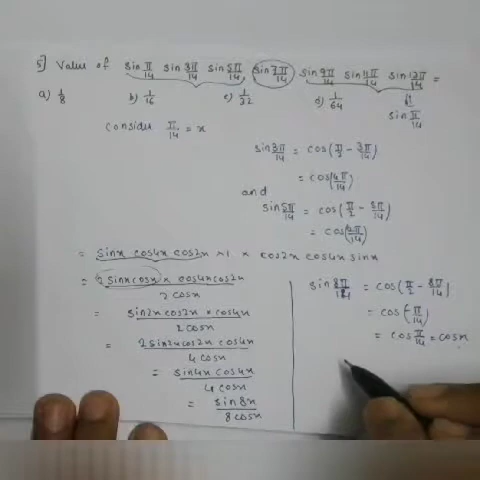 5] Value of sin π/14 sin 3π/14 sin 5π/14 sin 7π/14 sin 9π/14 sin 11π/14 sin 13π/14 =
a) 1/8 b) 1/16 c) 1/32 d) 1/64
sin π/14
Consider π/14 = x
sin 3π/14 = cos(π/2 - 3π/14)
= cos(4π/14)
and
sin 5π/14 = cos(π/2 - 5π/14)
= cos(2π/14)
= sinx cos4x cos2x × 1 × cos2x cos4x sinx
= 2 sinx cosx × cos4x cos2x / 2 cosx
= sin2x cos2x × cos4x / 2 cosx
= 2 sin2x cos2x cos4x / 4 cosx
= sin4x cos4x / 4 cosx
= sin8x / 8 cosx
sin 8π/14 = cos(π/2 - 8π/14)
= cos(-π/14)
= cos π/14 = cosx